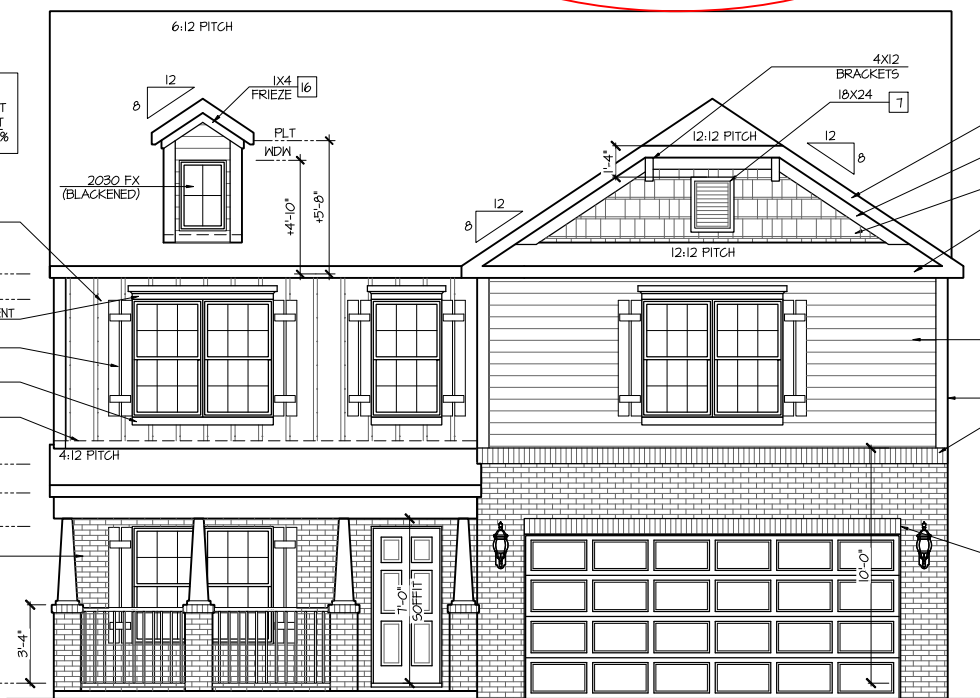 6:12 PITCH
12
8
1X4
FRIEZE
16
T
T
%
PLT
WDW
2030 FX
(BLACKENED)
+4'-10"
+5'-8"
4X12
BRACKETS
18X24
7
12:12 PITCH
12
8
1'-4"
12
8
12:12 PITCH
ENT
4:12 PITCH
10'-0"
7'-0"
SOFFIT
3'-4"